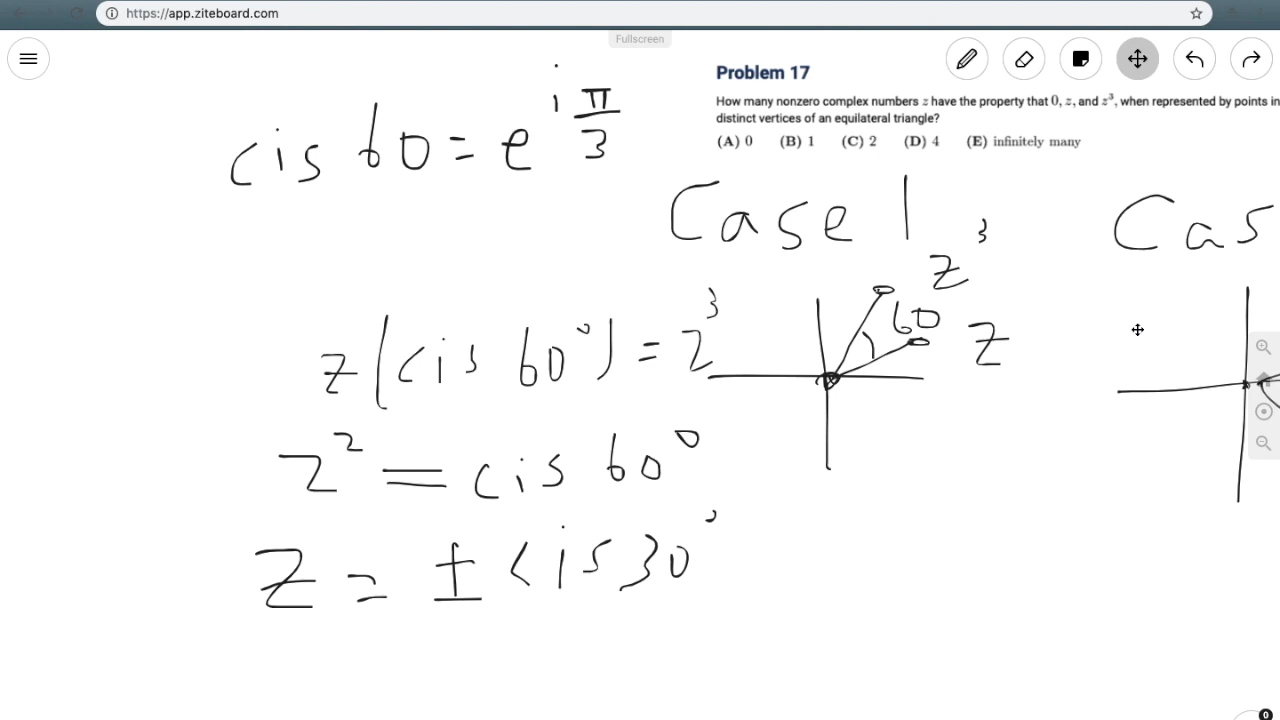 https://app.ziteboard.com
Fullscreen
Problem 17
How many nonzero complex numbers z have the property that 0, z, and z³, when represented by points in
distinct vertices of an equilateral triangle?
(A) 0 (B) 1 (C) 2 (D) 4 (E) infinitely many
cis 60 = e^{i π/3}
Case 1
Cas
z³
60
z
z(cis 60°) = z³
z² = cis 60°
z = ± cis 30°
0